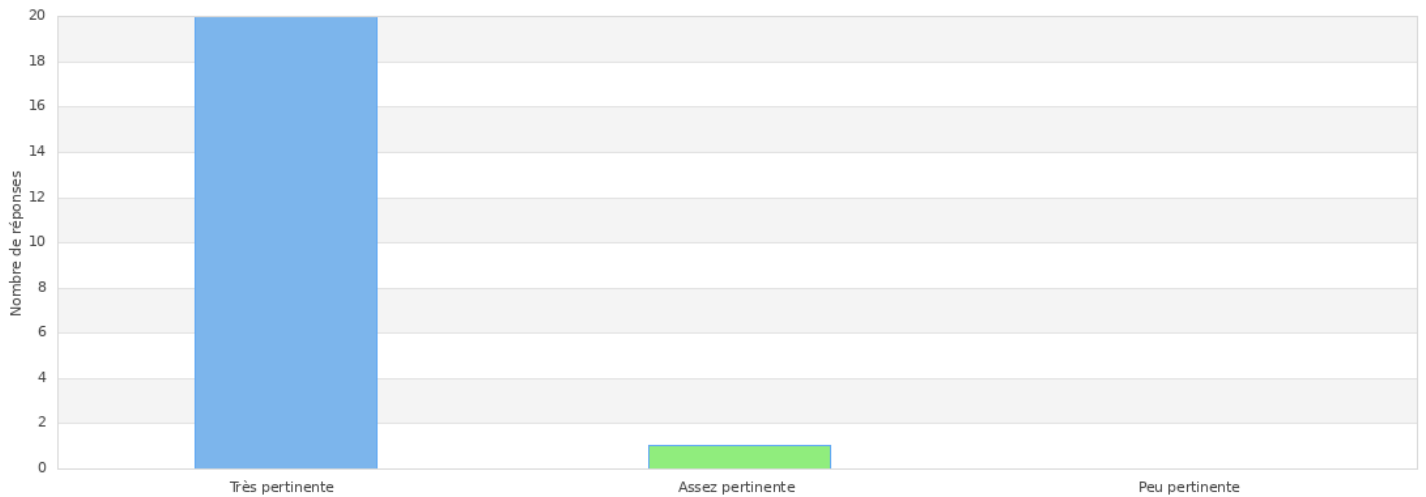 20
18
16
14
12
10
8
6
4
2
0
Nombre de réponses
Très pertinente
Assez pertinente
Peu pertinente